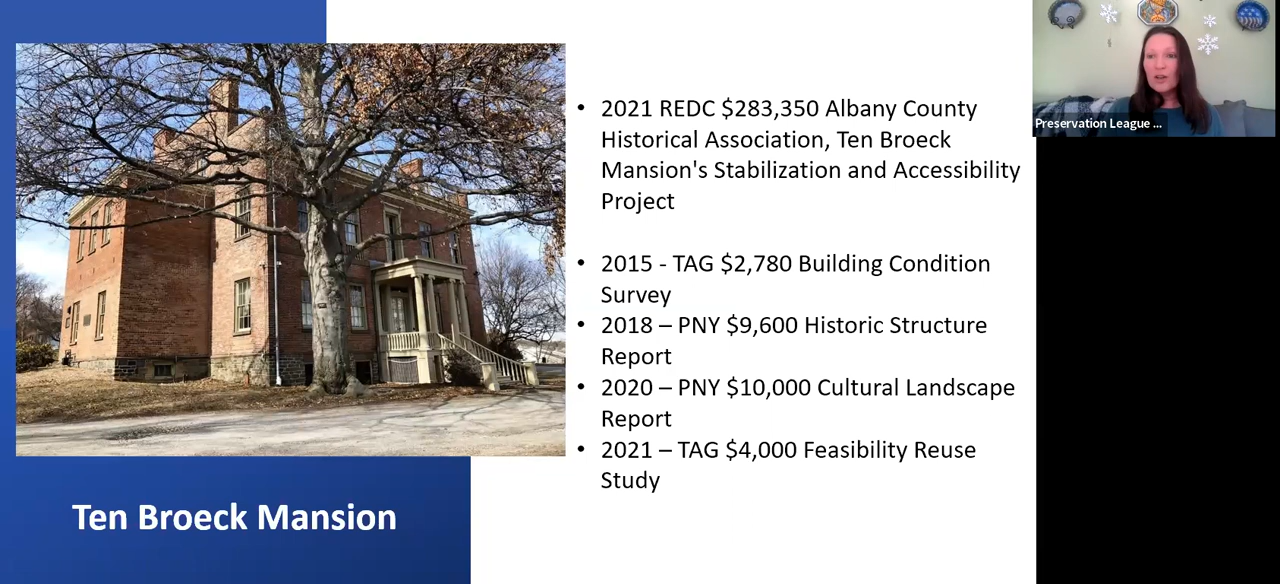 • 2021 REDC $283,350 Albany County
Historical Association, Ten Broeck
Mansion's Stabilization and Accessibility
Project
• 2015 - TAG $2,780 Building Condition
Survey
• 2018 – PNY $9,600 Historic Structure
Report
• 2020 – PNY $10,000 Cultural Landscape
Report
• 2021 – TAG $4,000 Feasibility Reuse
Study
Ten Broeck Mansion
Preservation League ...